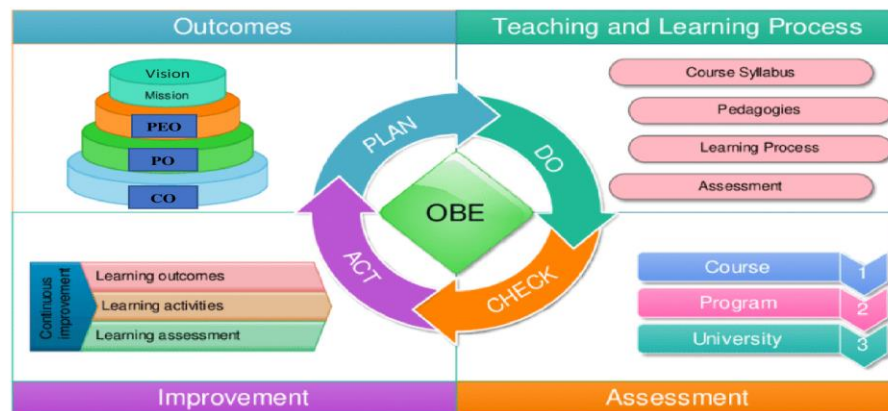 Outcomes
Teaching and Learning Process
Vision
Mission
PEO
PO
CO
Course Syllabus
Pedagogies
Learning Process
Assessment
PLAN
DO
OBE
ACT
CHECK
Continuous
improvement
Learning outcomes
Learning activities
Learning assessment
Course 1
Program 2
University 3
Improvement
Assessment